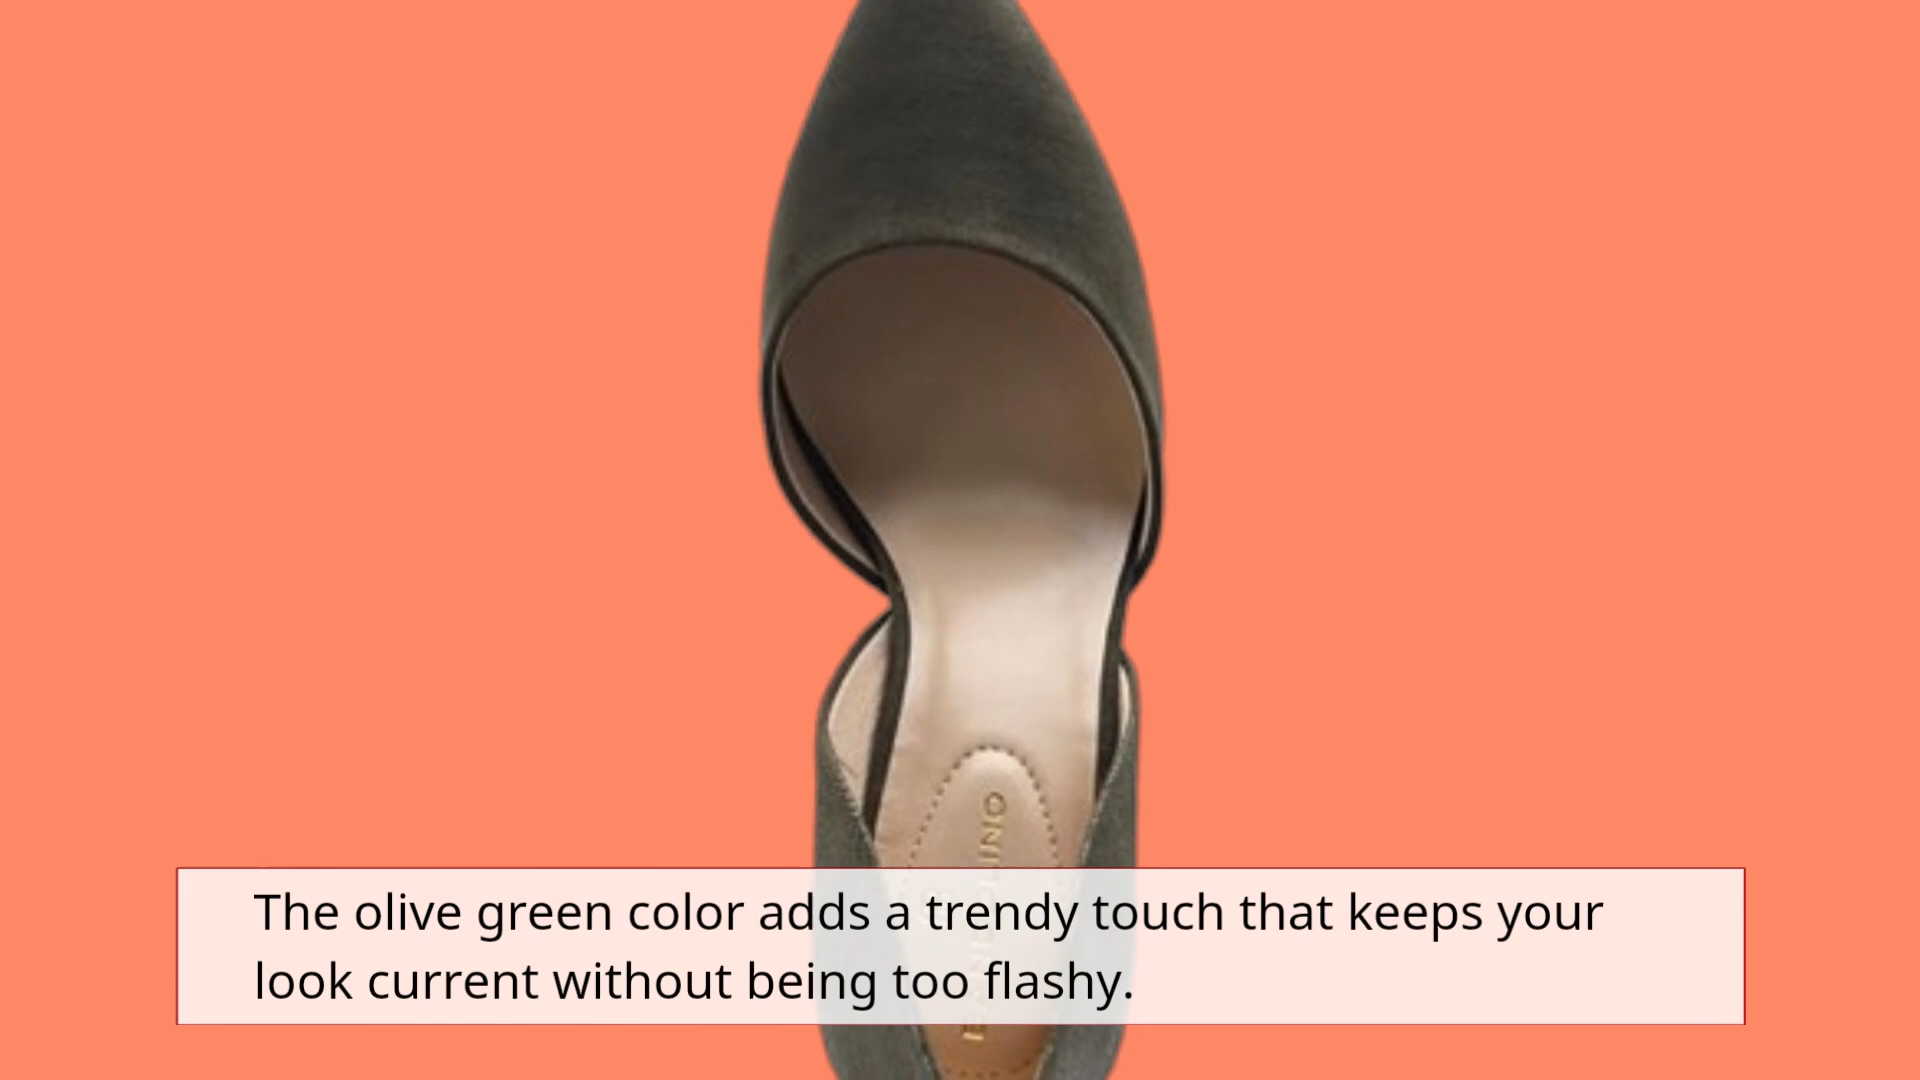 The olive green color adds a trendy touch that keeps your
look current without being too flashy.